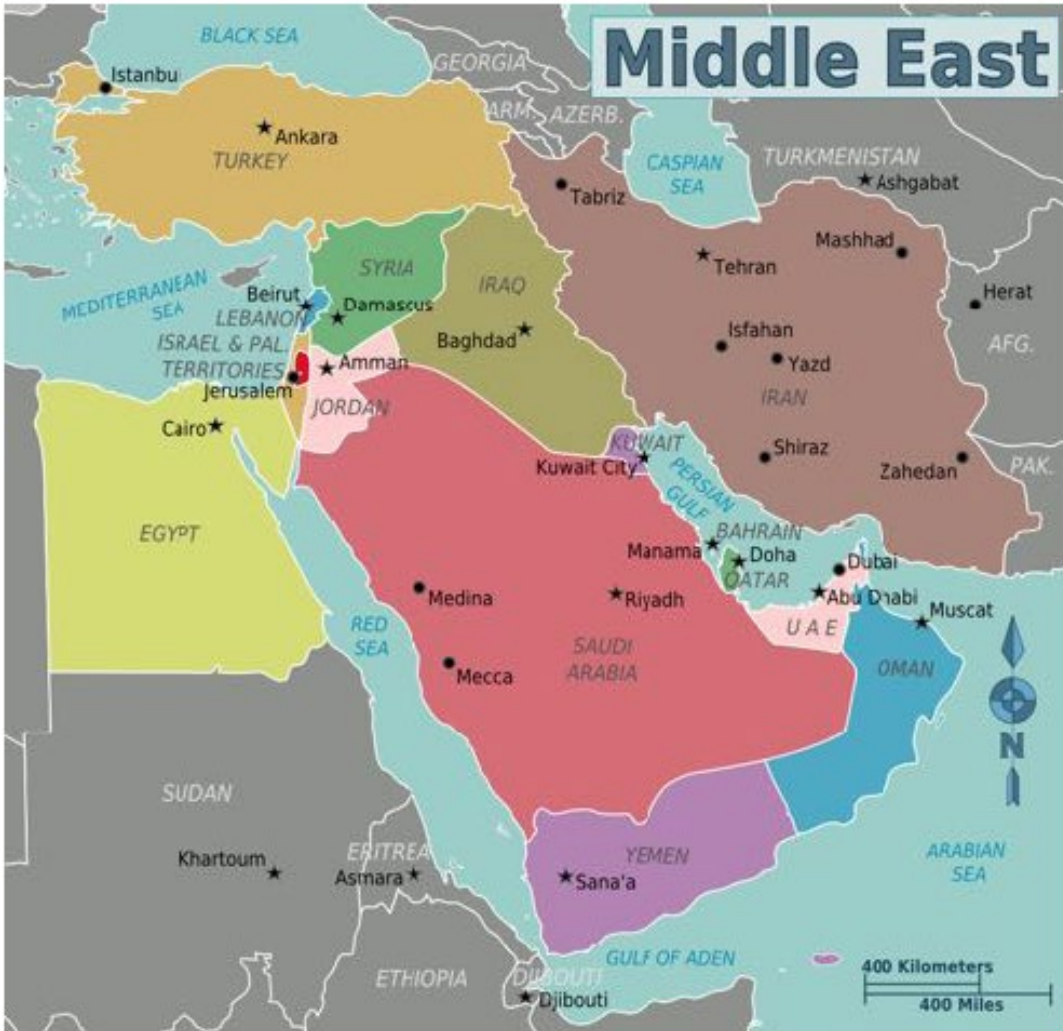 Middle East
BLACK SEA
GEORGIA
Istanbu
ARM.
AZERB.
Ankara
TURKEY
CASPIAN
SEA
TURKMENISTAN
Ashgabat
Tabriz
Mashhad
Tehran
SYRIA
IRAQ
MEDITERRANEAN
SEA
Beirut
Damascus
LEBANON
Herat
Isfahan
Baghdad
ISRAEL & PAL.
TERRITORIES
Amman
Yazd
AFG.
Jerusalem
JORDAN
IRAN
Cairo
KUWAIT
Kuwait City
Shiraz
Zahedan
PAK.
PERSIAN
GULF
EGYPT
BAHRAIN
Manama
Doha
QATAR
Dubai
Abu Dhabi
Muscat
Medina
Riyadh
RED
SEA
U A E
SAUDI
ARABIA
OMAN
Mecca
N
SUDAN
Khartoum
ERITREA
Asmara
YEMEN
Sana'a
ARABIAN
SEA
ETHIOPIA
DJIBOUTI
Djibouti
GULF OF ADEN
400 Kilometers
400 Miles